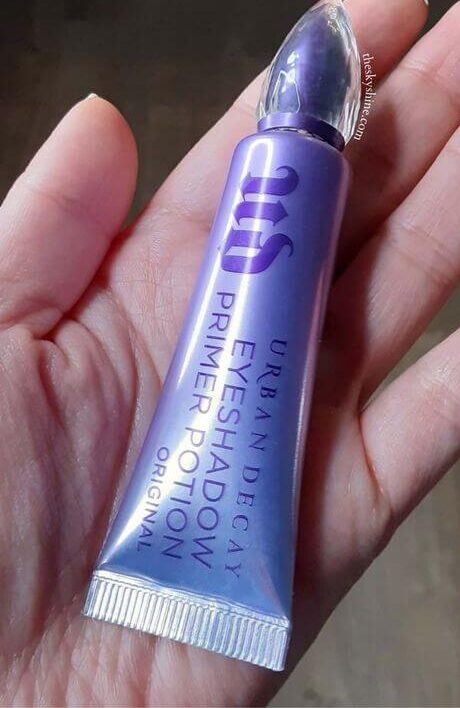 theskyshine.com
UD
URBAN DECAY
EYESHADOW
PRIMER POTION
ORIGINAL